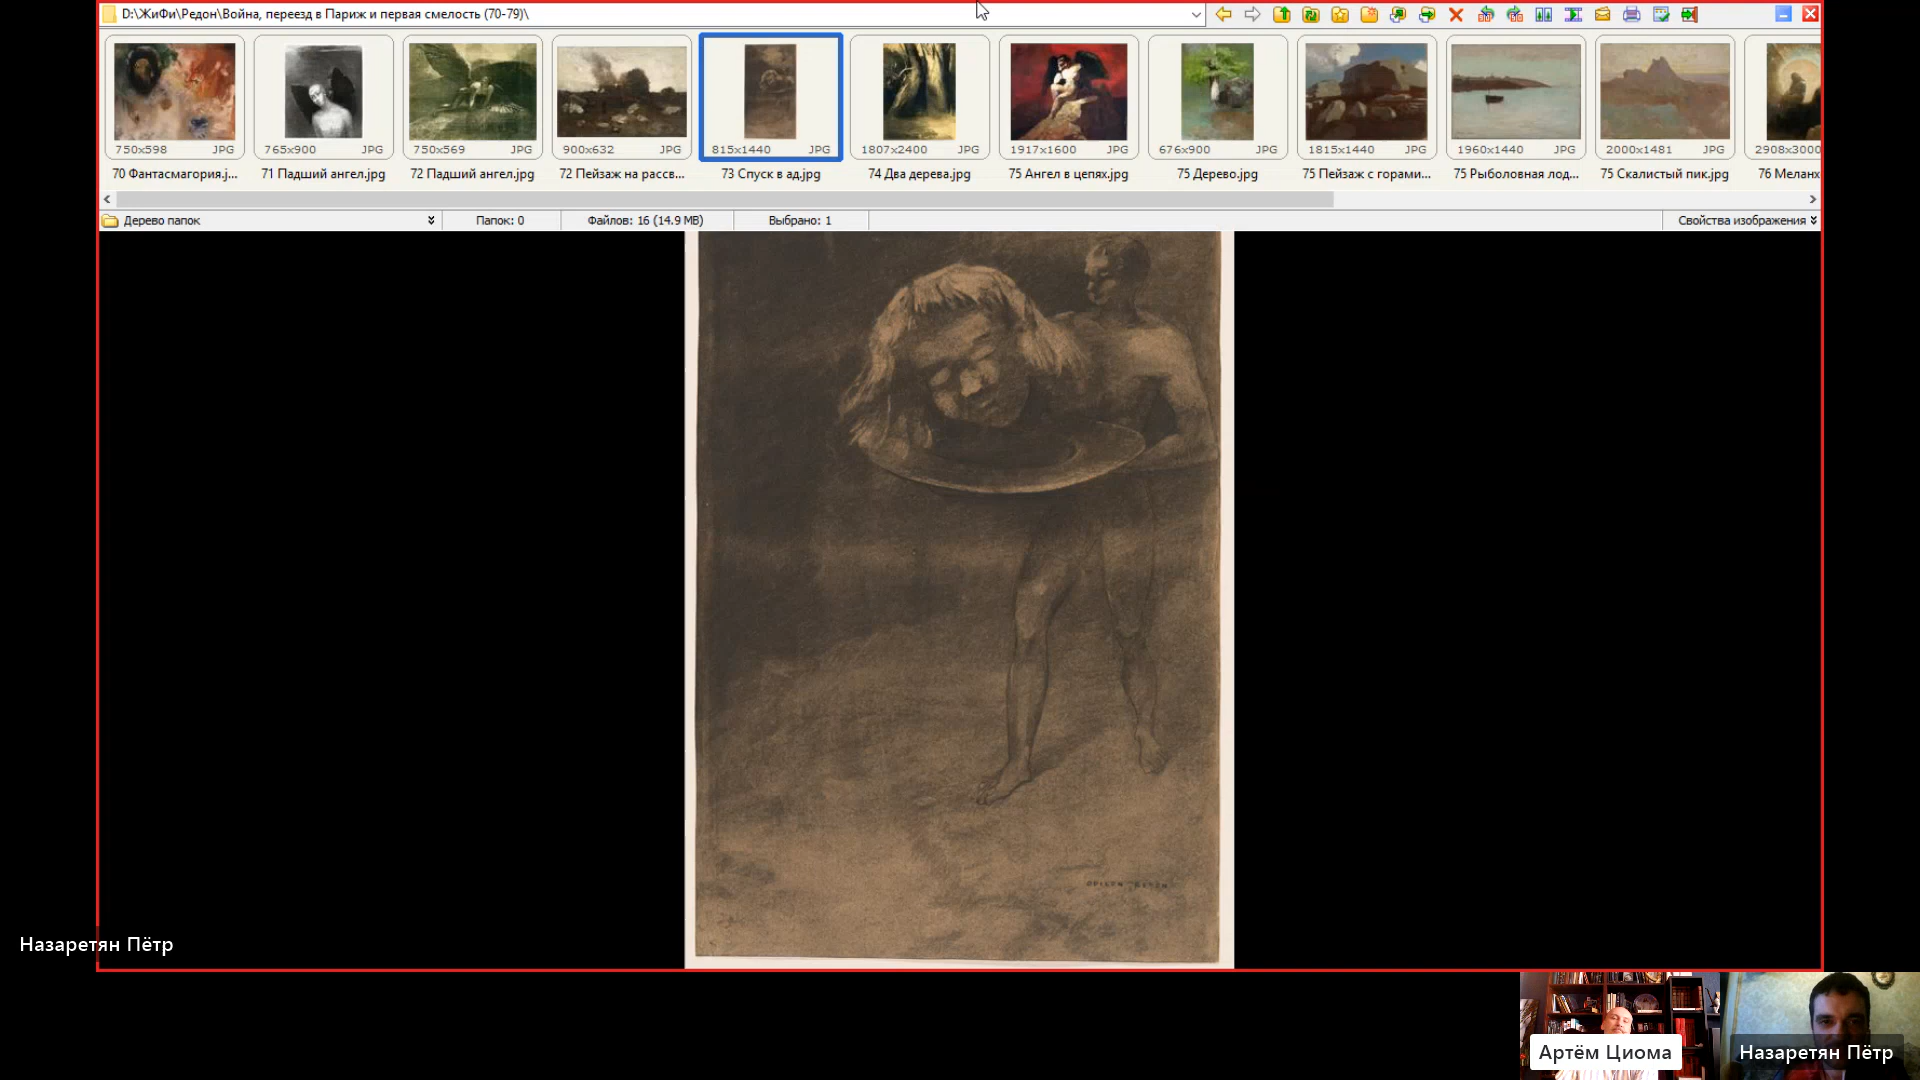 D:\ЖиФи\Редон\Война, переезд в Париж и первая смелость (70-79)\
750x598 JPG
765x900 JPG
750x569 JPG
900x632 JPG
815x1440 JPG
1807x2400 JPG
1917x1600 JPG
676x900 JPG
1815x1440 JPG
1960x1440 JPG
2000x1481 JPG
2908x3000
70 Фантасмагория.j...
71 Падший ангел.jpg
72 Падший ангел.jpg
72 Пейзаж на рассв...
73 Спуск в ад.jpg
74 Два дерева.jpg
75 Ангел в цепях.jpg
75 Дерево.jpg
75 Пейзаж с горами...
75 Рыболовная лод...
75 Скалистый пик.jpg
76 Меланх
Дерево папок
Папок: 0
Файлов: 16 (14.9 MB)
Выбрано: 1
Свойства изображения
ODILON REDON
Назаретян Пётр
Артём Циома
Назаретян Пётр